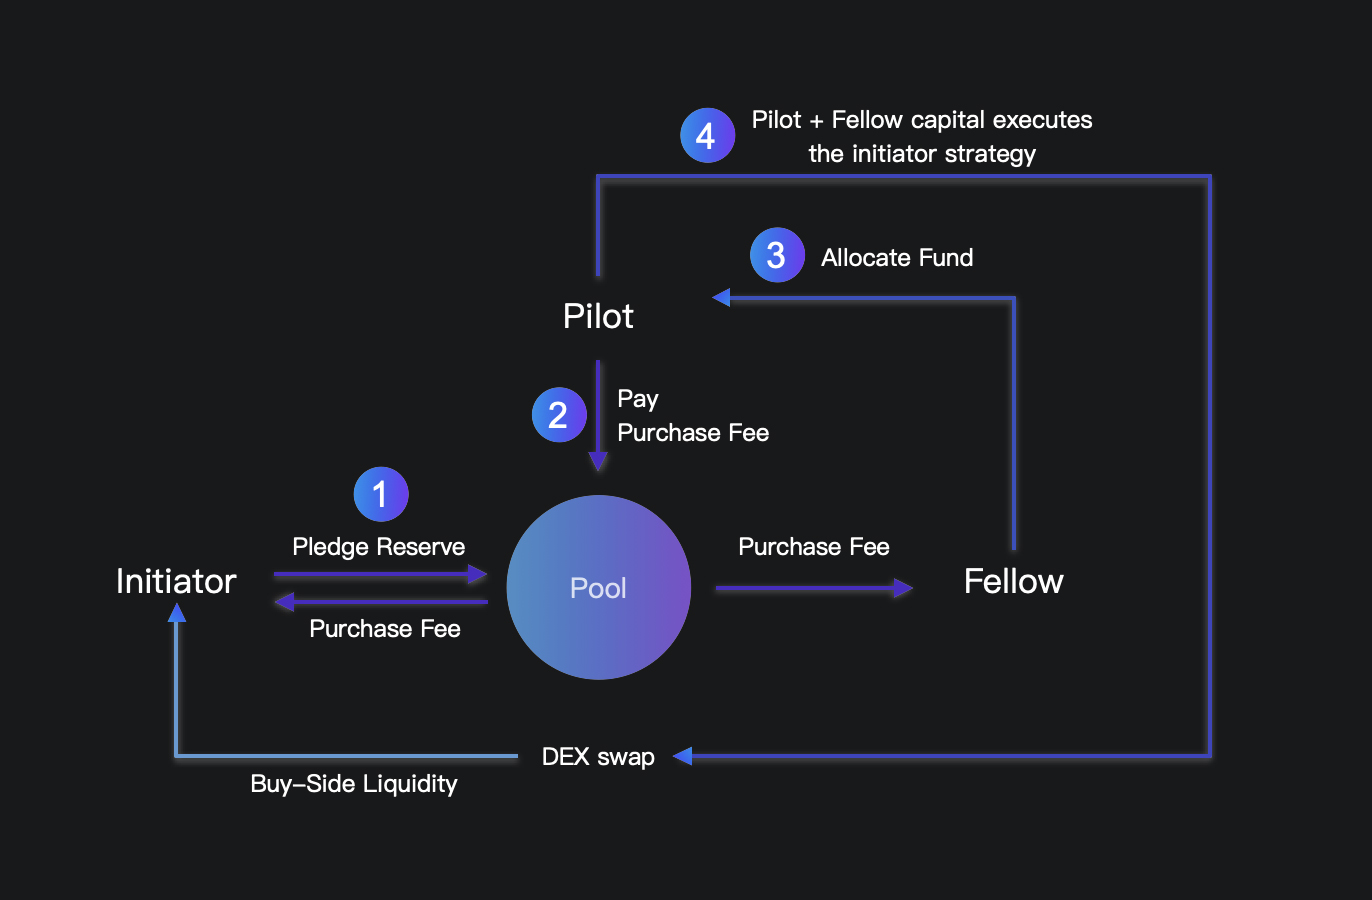 4
Pilot + Fellow capital executes
the initiator strategy
3
Allocate Fund
Pilot
2
Pay
Purchase Fee
1
Pledge Reserve
Purchase Fee
Initiator
Pool
Fellow
Purchase Fee
DEX swap
Buy-Side Liquidity